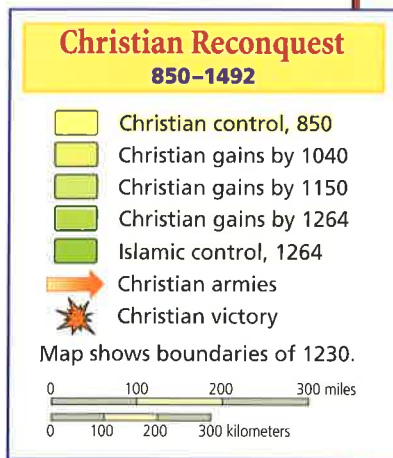 Christian Reconquest
850–1492
Christian control, 850
Christian gains by 1040
Christian gains by 1150
Christian gains by 1264
Islamic control, 1264
Christian armies
Christian victory
Map shows boundaries of 1230.
0 100 200 300 miles
0 100 200 300 kilometers